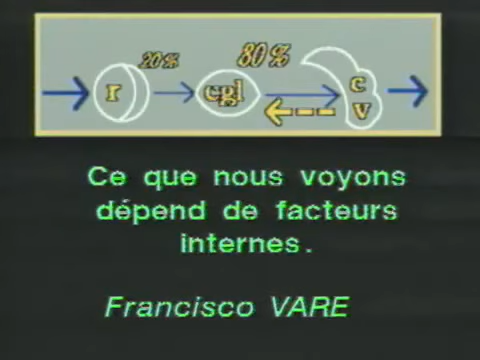 20% 80%
r cgl c
v
Ce que nous voyons
dépend de facteurs
internes.
Francisco VARE